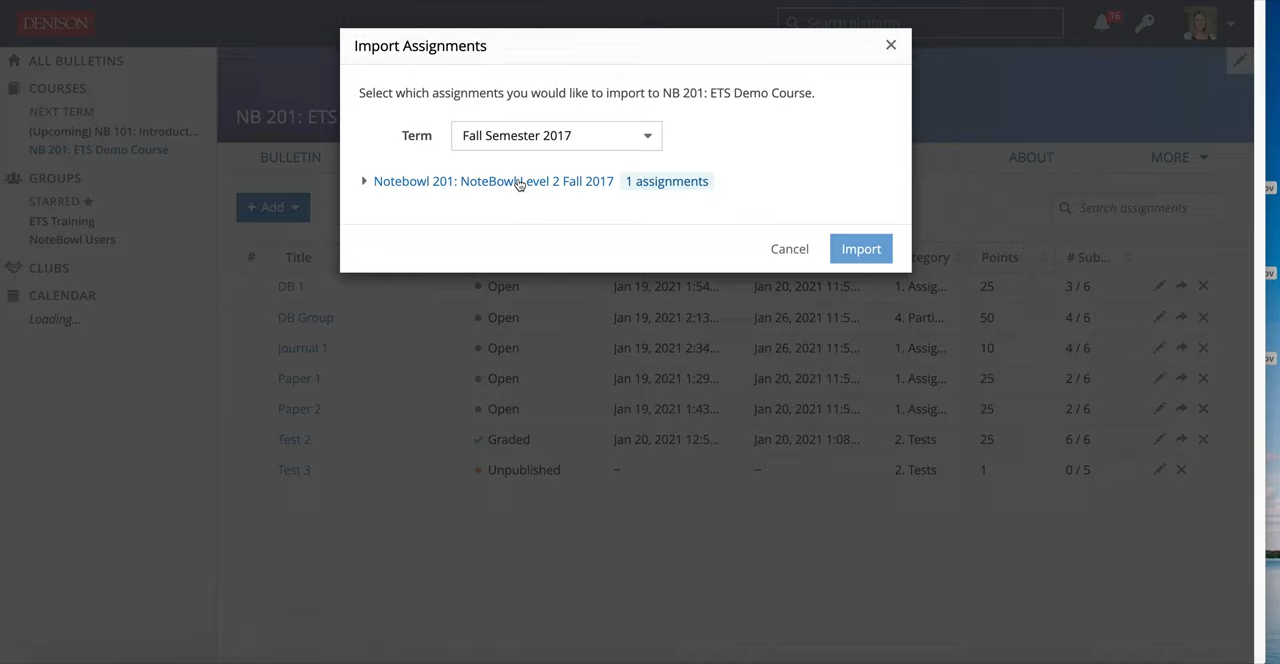 DENISON
Search platform
16
ALL BULLETINS
COURSES
NEXT TERM
(Upcoming) NB 101: Introduct...
NB 201: ETS Demo Course
GROUPS
STARRED
ETS Training
NoteBowl Users
CLUBS
CALENDAR
Loading...
NB 201: ETS
BULLETIN
ABOUT
MORE
+ Add
Search assignments
Import Assignments
Select which assignments you would like to import to NB 201: ETS Demo Course.
Term
Fall Semester 2017
Notebowl 201: NoteBowl Level 2 Fall 2017 1 assignments
Cancel
Import
# Title tegory Points # Sub...
DB 1 Open Jan 19, 2021 1:54... Jan 20, 2021 11:5... 1. Assig... 25 3 / 6
DB Group Open Jan 19, 2021 2:13... Jan 26, 2021 11:5... 4. Parti... 50 4 / 6
Journal 1 Open Jan 19, 2021 2:34... Jan 26, 2021 11:5... 1. Assig... 10 4 / 6
Paper 1 Open Jan 19, 2021 1:29... Jan 20, 2021 11:5... 1. Assig... 25 2 / 6
Paper 2 Open Jan 19, 2021 1:43... Jan 20, 2021 11:5... 1. Assig... 25 2 / 6
Test 2 Graded Jan 20, 2021 12:5... Jan 20, 2021 1:08... 2. Tests 25 6 / 6
Test 3 Unpublished – – 2. Tests 1 0 / 5
ov
ov
ov